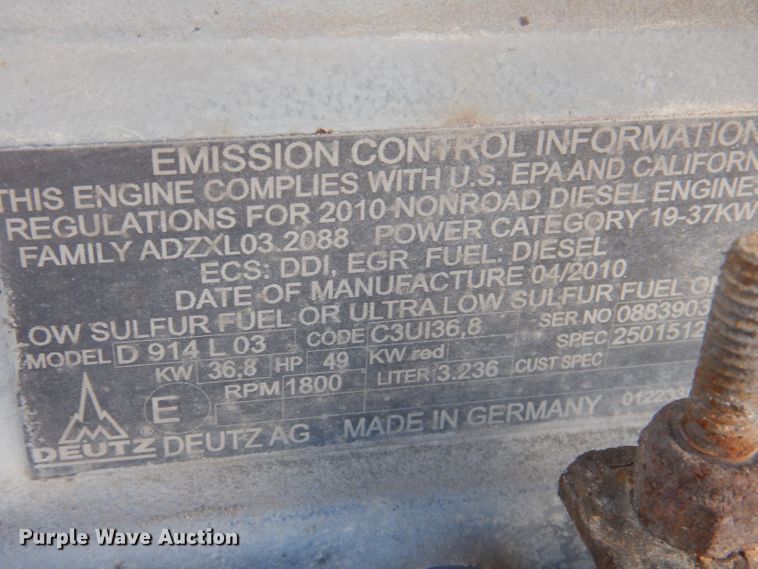 EMISSION CONTROL INFORMATION
THIS ENGINE COMPLIES WITH U.S. EPA AND CALIFORN
REGULATIONS FOR 2010 NONROAD DIESEL ENGINES
FAMILY ADZXL03.2088 POWER CATEGORY 19-37KW
ECS: DDI, EGR FUEL: DIESEL
DATE OF MANUFACTURE 04/2010
LOW SULFUR FUEL OR ULTRA LOW SULFUR FUEL ON
MODEL D 914 L 03 CODE C3UI36,8 SER.NO 0883903
KW 36,8 HP 49 KW red SPEC 2501512
E RPM 1800 LITER 3.236 CUST SPEC
DEUTZ® DEUTZ AG MADE IN GERMANY 012233
Purple Wave Auction